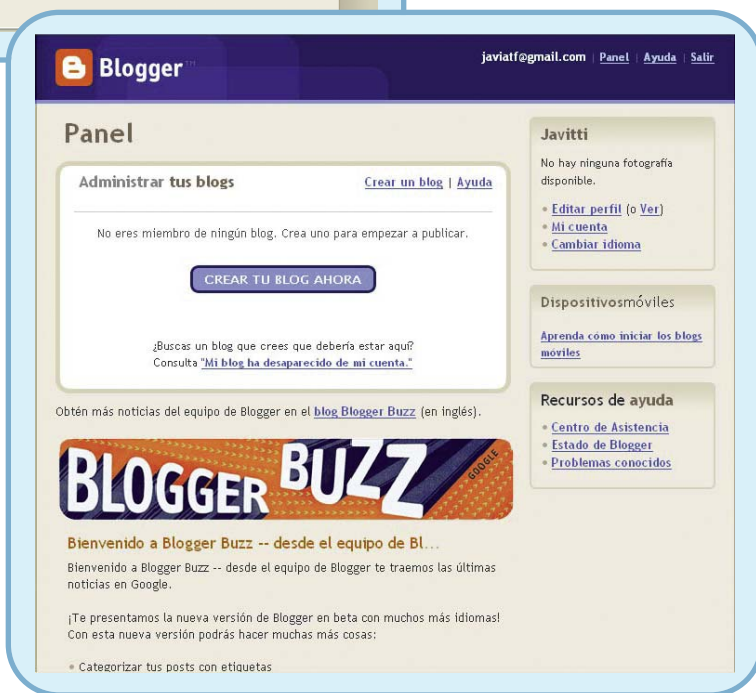 Blogger™
javiatf@gmail.com | Panel | Ayuda | Salir
Panel
Administrar tus blogs
Crear un blog | Ayuda
No eres miembro de ningún blog. Crea uno para empezar a publicar.
CREAR TU BLOG AHORA
¿Buscas un blog que crees que debería estar aquí?
Consulta "Mi blog ha desaparecido de mi cuenta."
Obtén más noticias del equipo de Blogger en el blog Blogger Buzz (en inglés).
BLOGGER BUZZ
GOOGLE
Bienvenido a Blogger Buzz -- desde el equipo de Bl...
Bienvenido a Blogger Buzz -- desde el equipo de Blogger te traemos las últimas
noticias en Google.
¡Te presentamos la nueva versión de Blogger en beta con muchos más idiomas!
Con esta nueva versión podrás hacer muchas más cosas:
• Categorizar tus posts con etiquetas
Javitti
No hay ninguna fotografía
disponible.
• Editar perfil (o Ver)
• Mi cuenta
• Cambiar idioma
Dispositivosmóviles
Aprenda cómo iniciar los blogs
móviles
Recursos de ayuda
• Centro de Asistencia
• Estado de Blogger
• Problemas conocidos